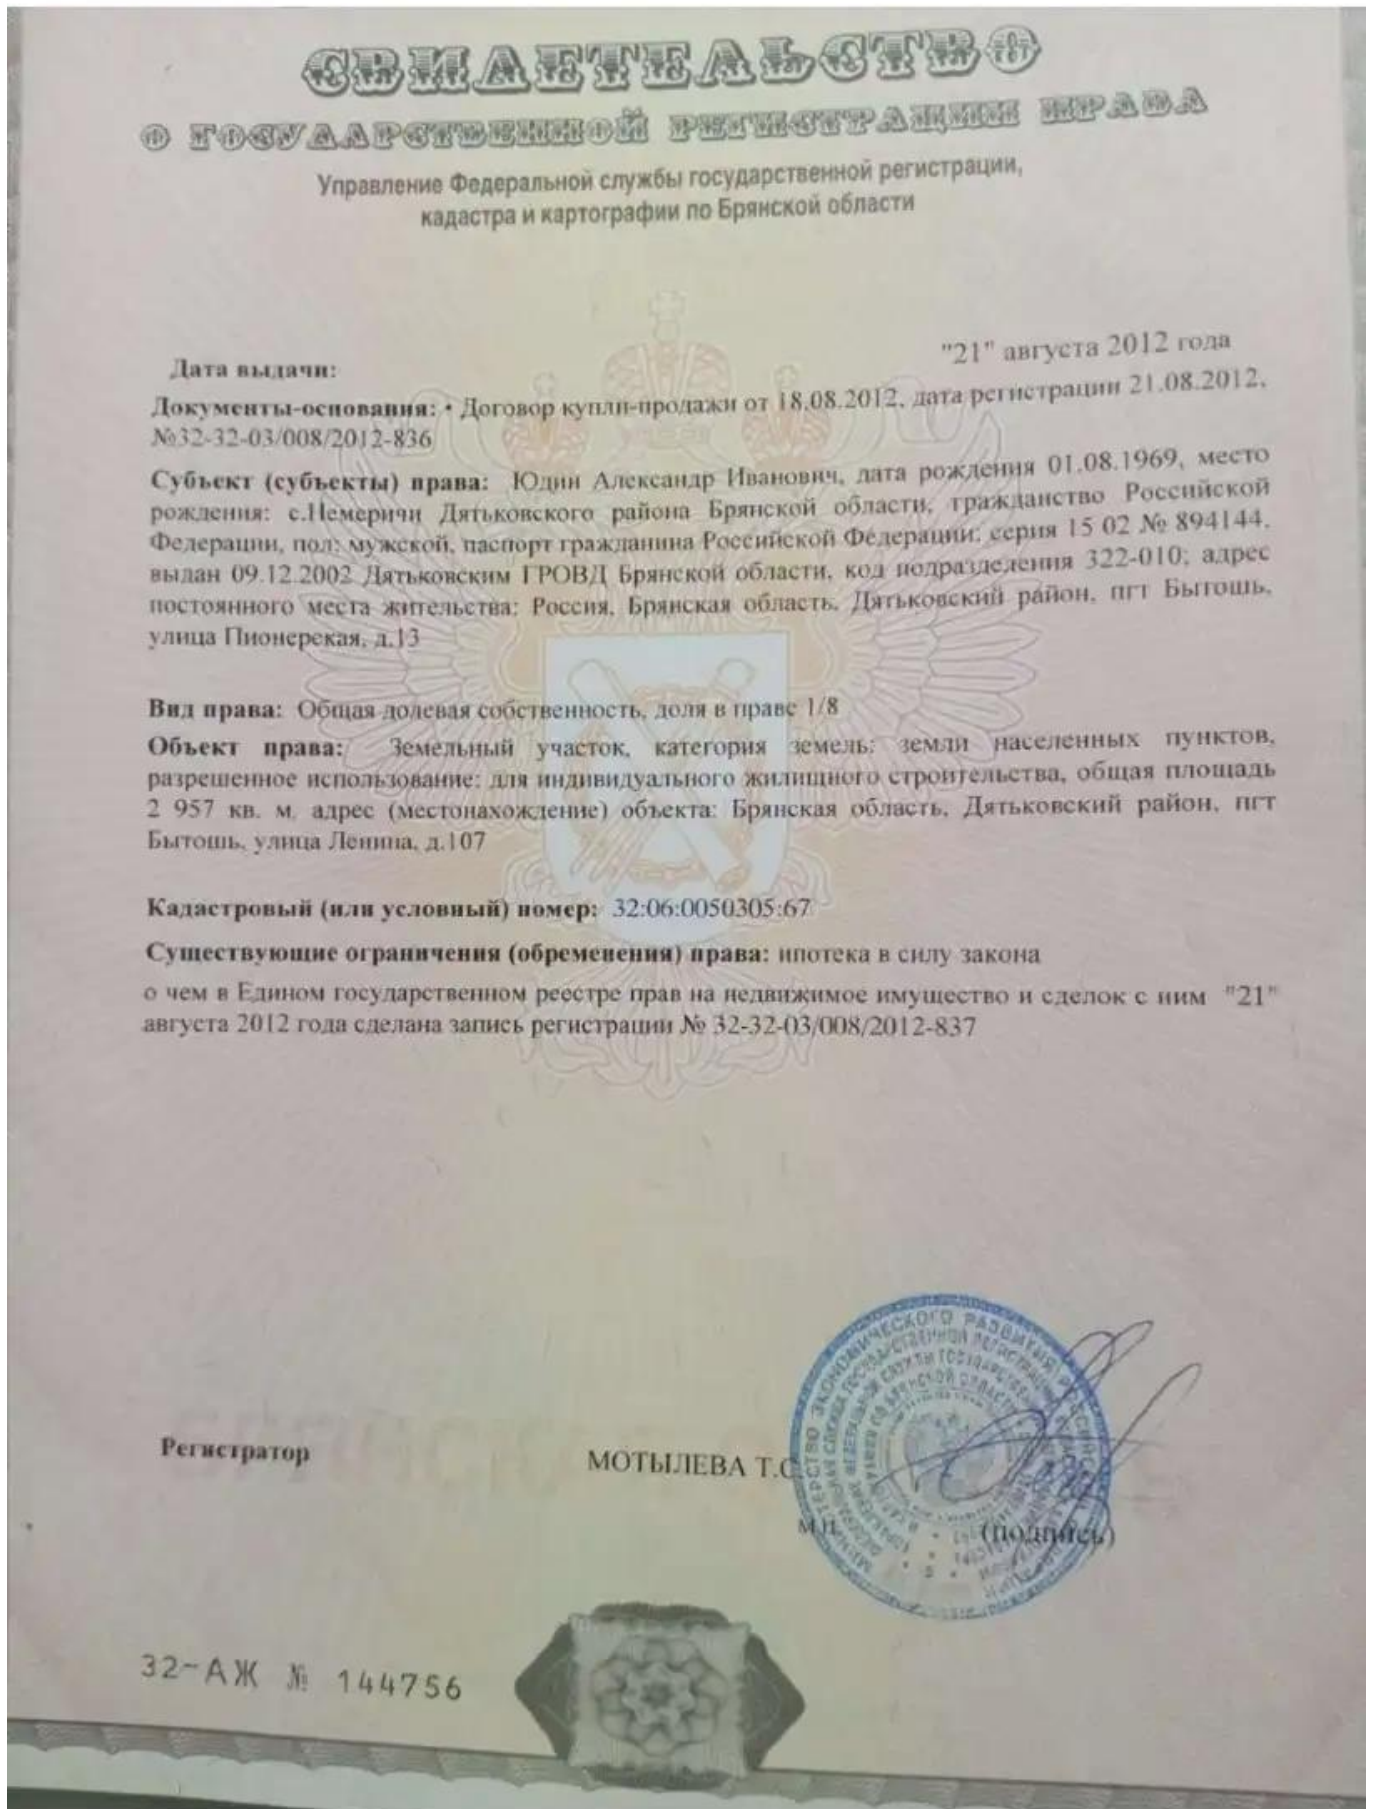 СВИДЕТЕЛЬСТВО
О ГОСУДАРСТВЕННОЙ РЕГИСТРАЦИИ ПРАВА
Управление Федеральной службы государственной регистрации,
кадастра и картографии по Брянской области
"21" августа 2012 года
Дата выдачи:
Документы-основания: • Договор купли-продажи от 18.08.2012, дата регистрации 21.08.2012,
№32-32-03/008/2012-836
Субъект (субъекты) права: Юдин Александр Иванович, дата рождения 01.08.1969, место
рождения: с.Немеричи Дятьковского района Брянской области, гражданство Российской
Федерации, пол: мужской, паспорт гражданина Российской Федерации: серия 15 02 № 894144,
выдан 09.12.2002 Дятьковским ГРОВД Брянской области, код подразделения 322-010; адрес
постоянного места жительства: Россия, Брянская область, Дятьковский район, пгт Бытошь,
улица Пионерская, д.13
Вид права: Общая долевая собственность, доля в праве 1/8
Объект права: Земельный участок, категория земель: земли населенных пунктов,
разрешенное использование: для индивидуального жилищного строительства, общая площадь
2 957 кв. м, адрес (местонахождение) объекта: Брянская область, Дятьковский район, пгт
Бытошь, улица Ленина, д.107
Кадастровый (или условный) номер: 32:06:0050305:67
Существующие ограничения (обременения) права: ипотека в силу закона
о чем в Едином государственном реестре прав на недвижимое имущество и сделок с ним "21"
августа 2012 года сделана запись регистрации № 32-32-03/008/2012-837
Регистратор
МОТЫЛЕВА Т.С.
МИНИСТЕРСТВО ЭКОНОМИЧЕСКОГО РАЗВИТИЯ
М.П.
(подпись)
32-АЖ № 144756